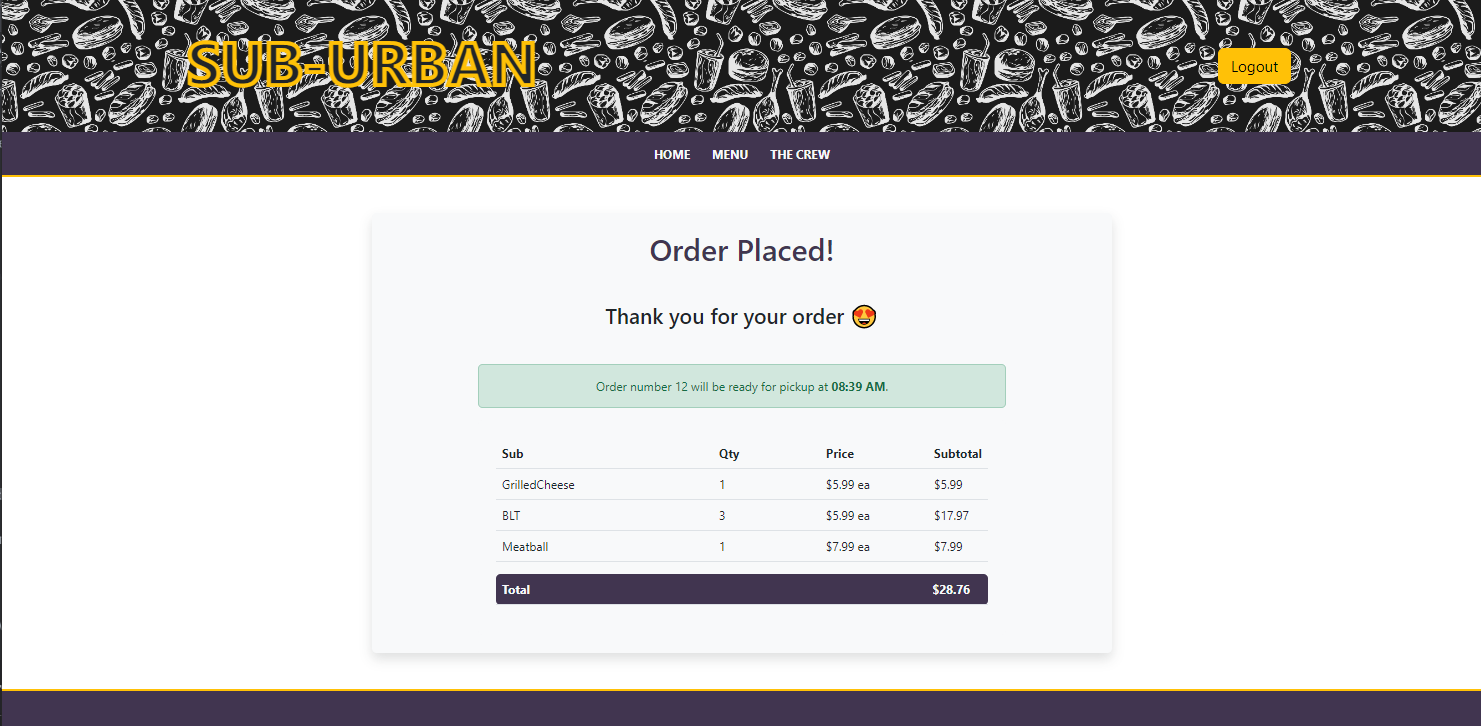 SUB-URBAN
Logout
HOME MENU THE CREW
Order Placed!
Thank you for your order 😍
Order number 12 will be ready for pickup at 08:39 AM.
Sub Qty Price Subtotal
GrilledCheese 1 $5.99 ea $5.99
BLT 3 $5.99 ea $17.97
Meatball 1 $7.99 ea $7.99
Total $28.76